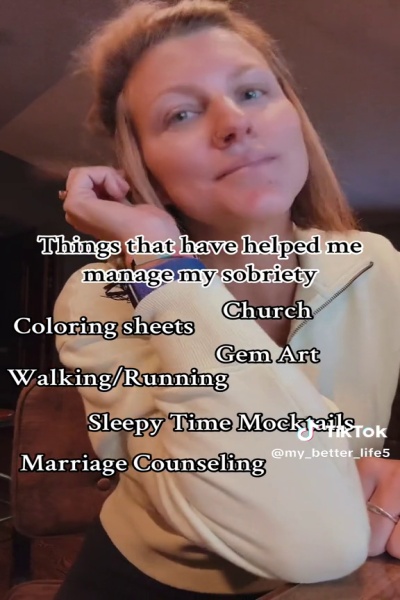 Things that have helped me
manage my sobriety
Church
Coloring sheets
Gem Art
Walking/Running
Sleepy Time Mocktails
TikTok
@my_better_life5
Marriage Counseling